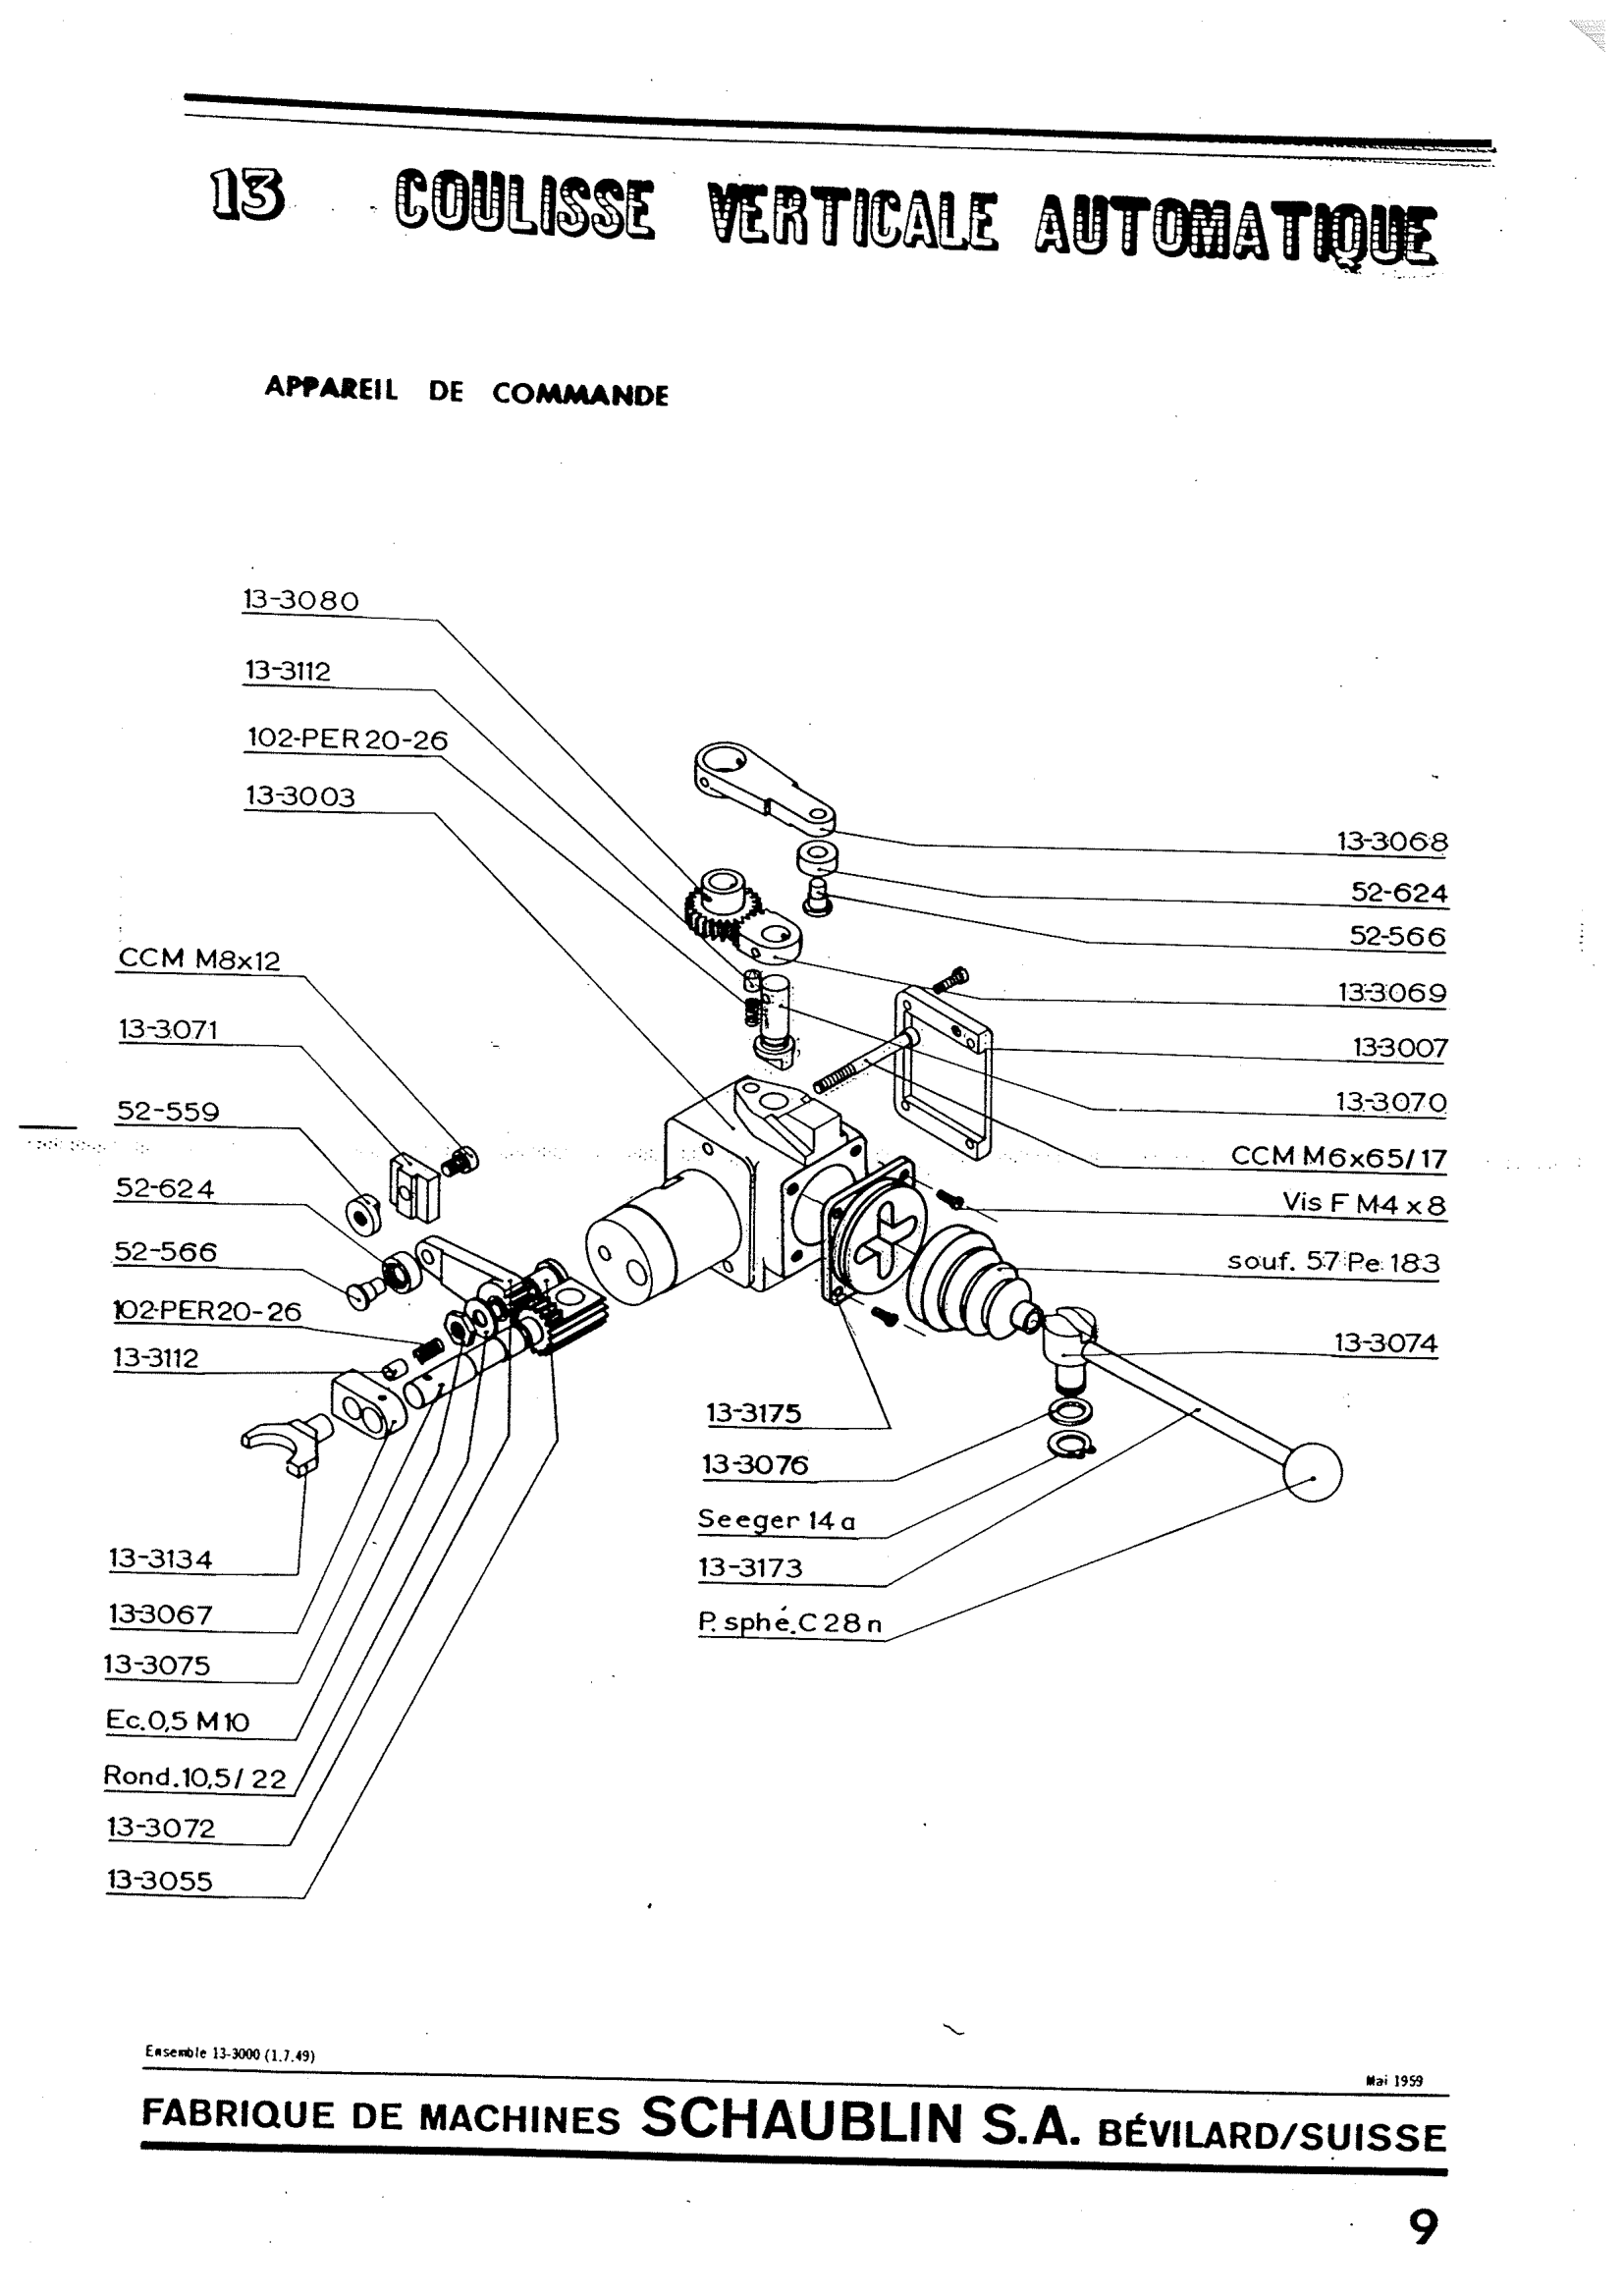 13 COULISSE VERTICALE AUTOMATIQUE
APPAREIL DE COMMANDE
13-3080
13-3112
102-PER 20-26
13-3003
CCM M8x12
13-3071
52-559
52-624
52-566
102-PER20-26
13-3112
13-3134
13-3067
13-3075
Ec.0,5 M10
Rond.10,5/22
13-3072
13-3055
13-3068
52-624
52-566
13-3069
13-3007
13-3070
CCM M6x65/17
Vis F M4x8
souf. 57 Pe 183
13-3074
13-3175
13-3076
Seeger 14a
13-3173
P. sphé. C 28 n
Ensemble 13-3000 (1.7.49)
Mai 1959
FABRIQUE DE MACHINES SCHAUBLIN S.A. BÉVILARD/SUISSE
9